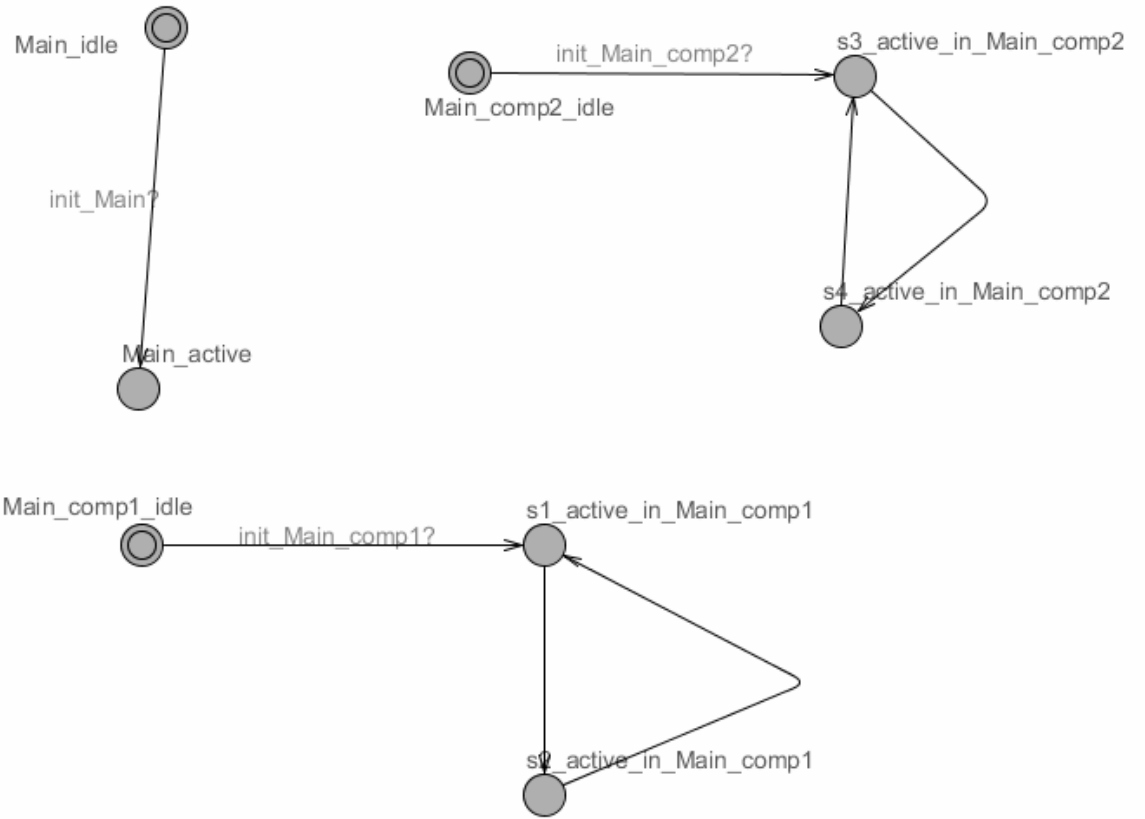 Main_idle
init_Main?
Main_active
init_Main_comp2?
s3_active_in_Main_comp2
Main_comp2_idle
s4_active_in_Main_comp2
Main_comp1_idle
init_Main_comp1?
s1_active_in_Main_comp1
s2_active_in_Main_comp1